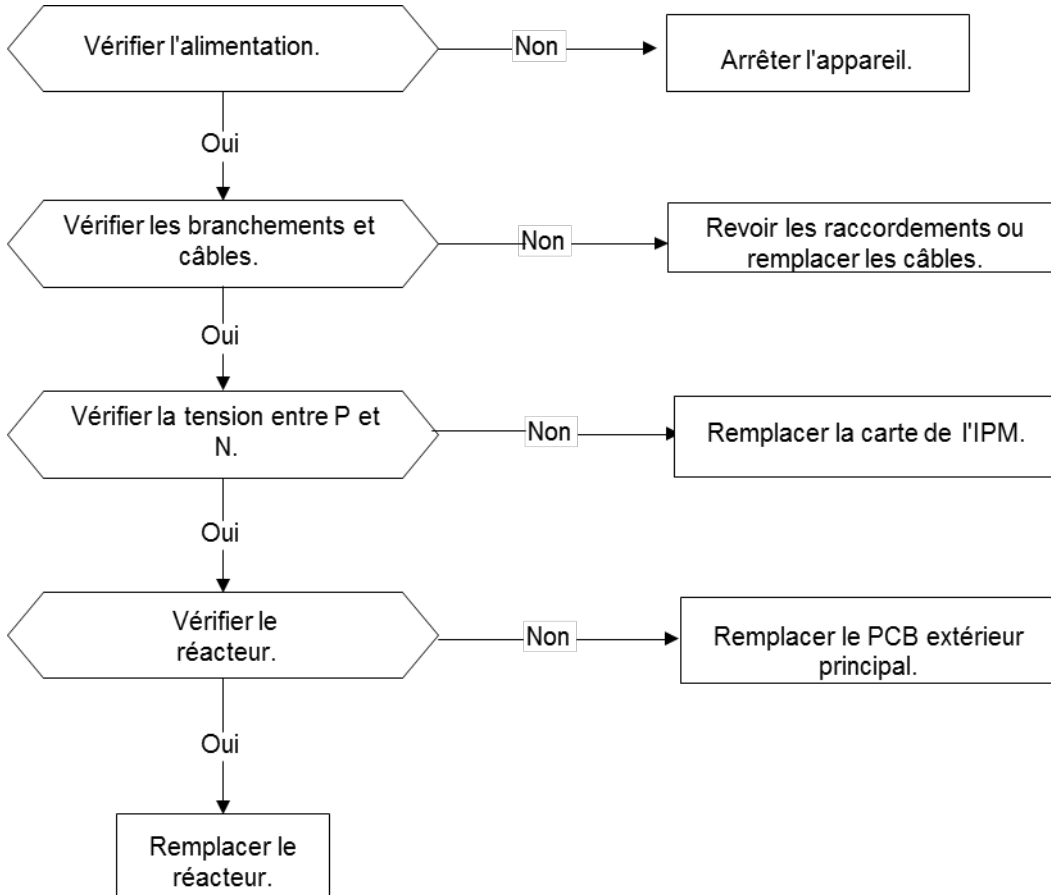 Vérifier l'alimentation.
Non
Arrêter l'appareil.
Oui
Vérifier les branchements et
câbles.
Non
Revoir les raccordements ou
remplacer les câbles.
Oui
Vérifier la tension entre P et
N.
Non
Remplacer la carte de l'IPM.
Oui
Vérifier le
réacteur.
Non
Remplacer le PCB extérieur
principal.
Oui
Remplacer le
réacteur.